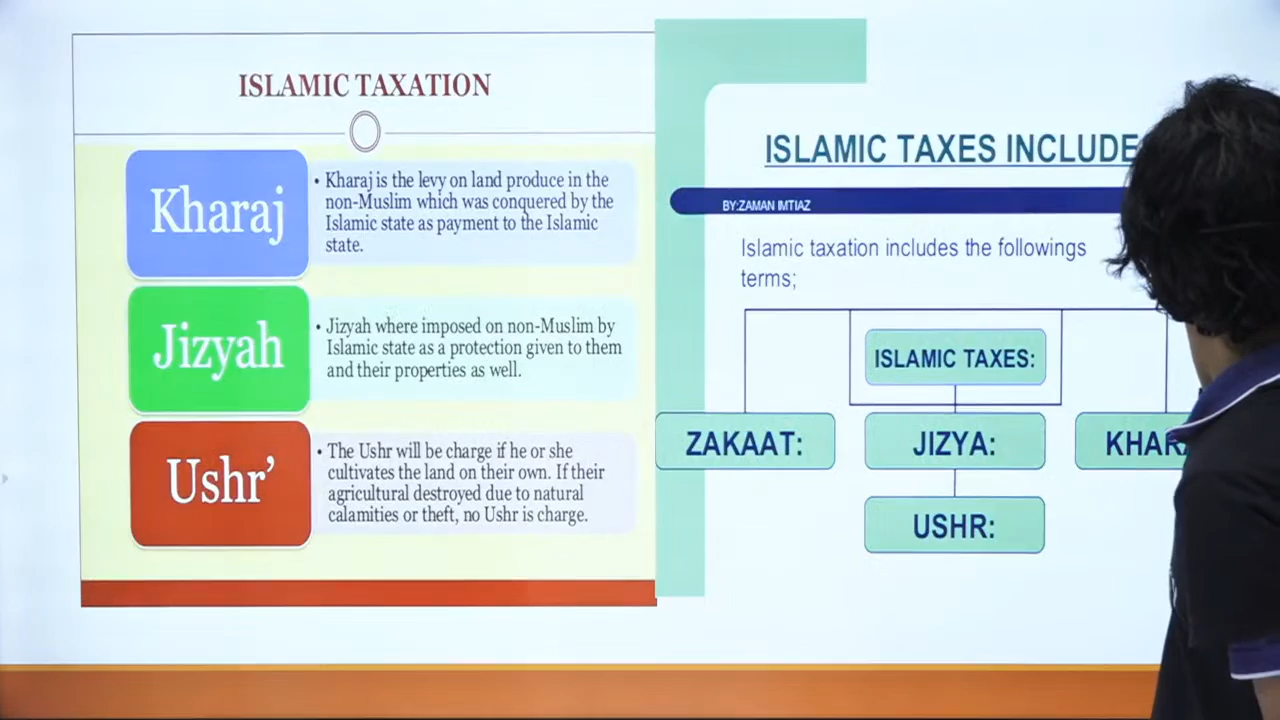 ISLAMIC TAXATION
Kharaj
• Kharaj is the levy on land produce in the
non-Muslim which was conquered by the
Islamic state as payment to the Islamic
state.
Jizyah
• Jizyah where imposed on non-Muslim by
Islamic state as a protection given to them
and their properties as well.
Ushr’
• The Ushr will be charge if he or she
cultivates the land on their own. If their
agricultural destroyed due to natural
calamities or theft, no Ushr is charge.
ISLAMIC TAXES INCLUDE
BY:ZAMAN IMTIAZ
Islamic taxation includes the followings
terms;
ISLAMIC TAXES:
ZAKAAT:
JIZYA:
USHR: